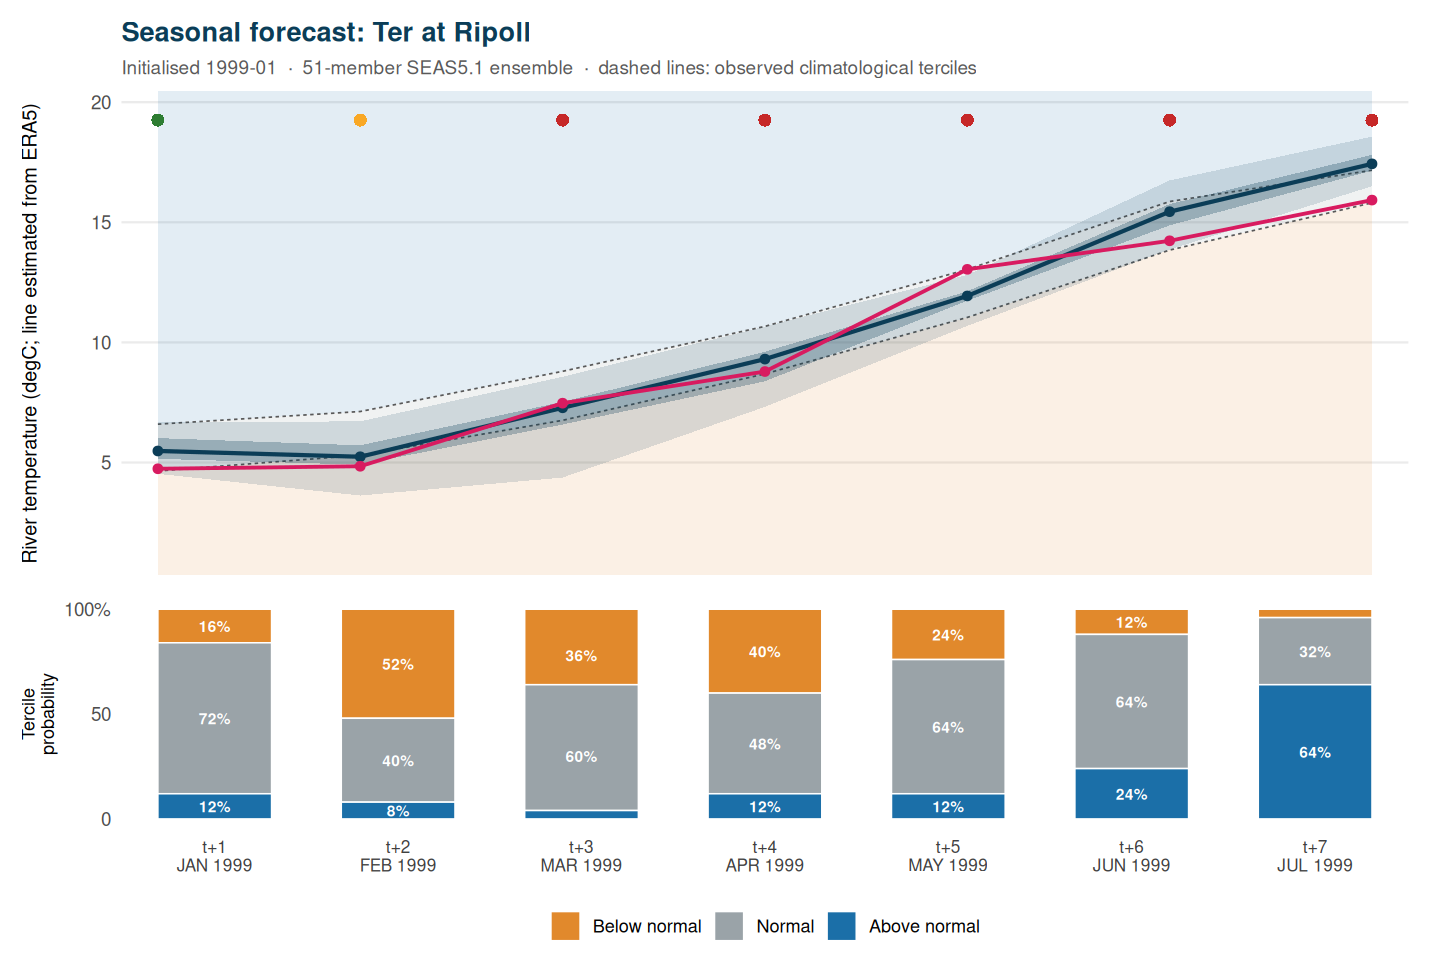 Seasonal forecast: Ter at Ripoll
Initialised 1999-01 · 51-member SEAS5.1 ensemble · dashed lines: observed climatological terciles
River temperature (degC; line estimated from ERA5)
20
15
10
5
Tercile
probability
100%
50
0
16%
72%
12%
52%
40%
8%
36%
60%
40%
48%
12%
24%
64%
12%
12%
64%
24%
32%
64%
t+1
JAN 1999
t+2
FEB 1999
t+3
MAR 1999
t+4
APR 1999
t+5
MAY 1999
t+6
JUN 1999
t+7
JUL 1999
Below normal
Normal
Above normal